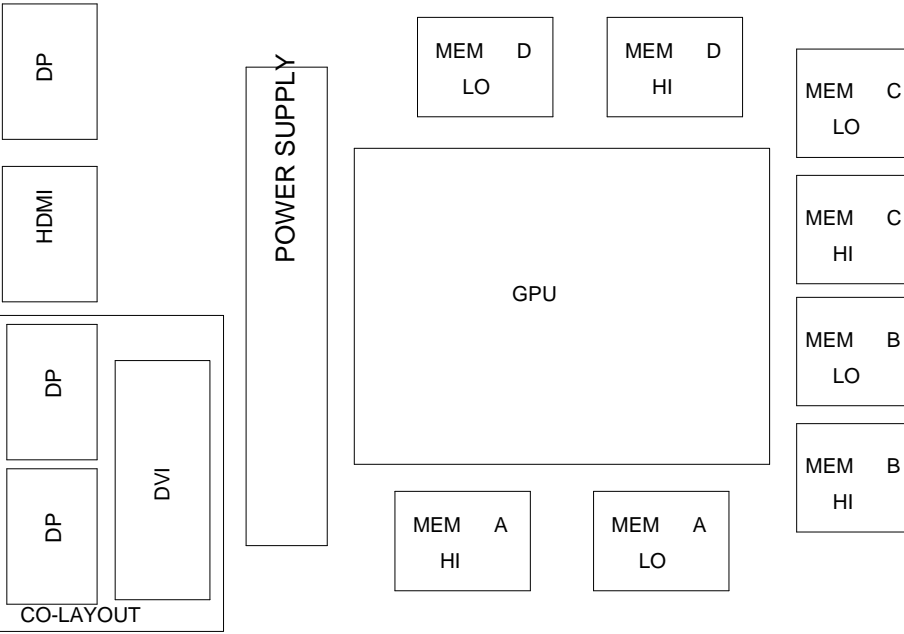 DP
HDMI
DP
DP
DVI
CO-LAYOUT
POWER SUPPLY
MEM D
LO
MEM D
HI
GPU
MEM A
HI
MEM A
LO
MEM C
LO
MEM C
HI
MEM B
LO
MEM B
HI